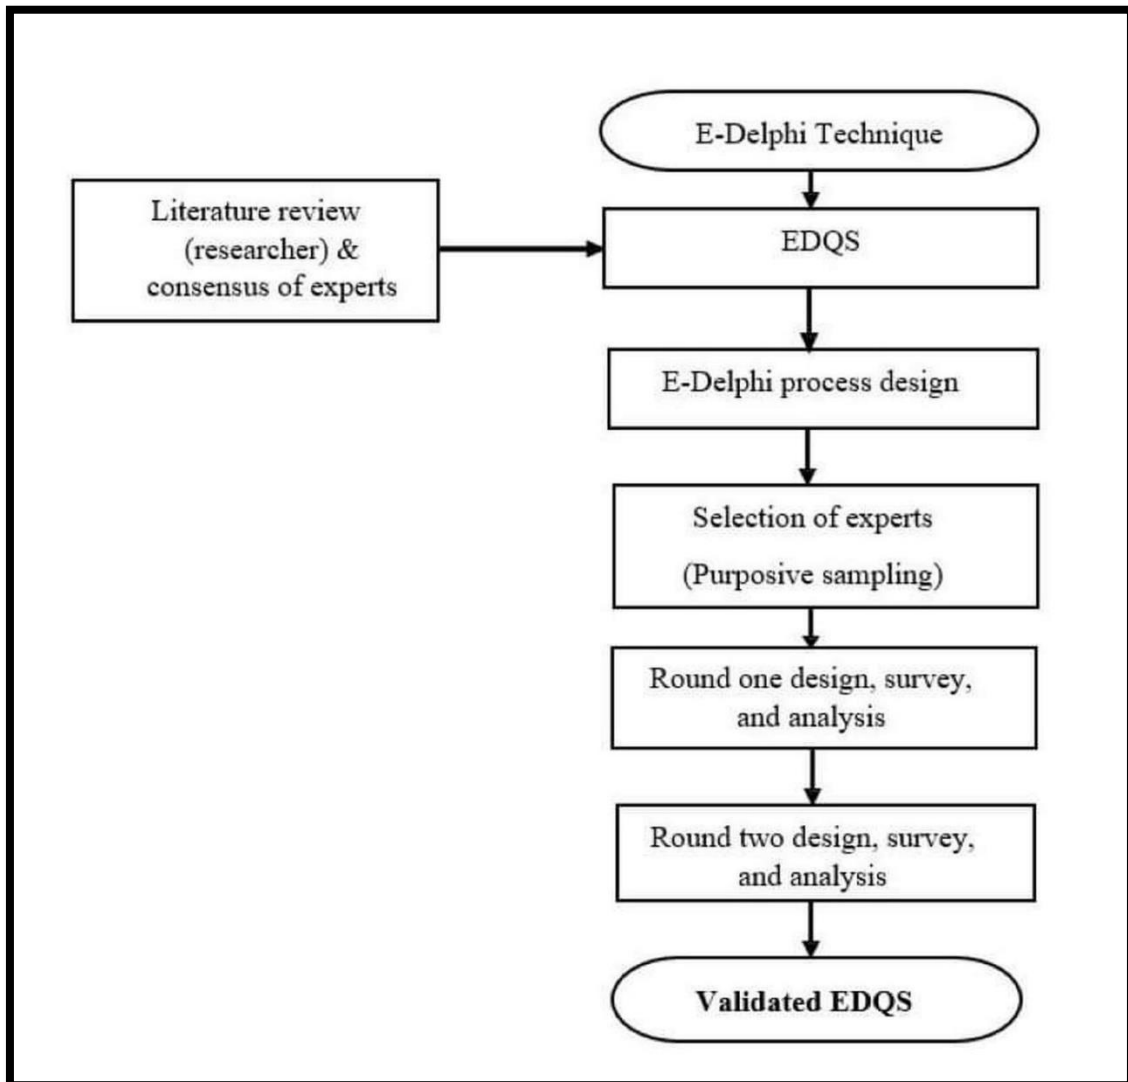 E-Delphi Technique
Literature review
(researcher) &
consensus of experts
EDQS
E-Delphi process design
Selection of experts
(Purposive sampling)
Round one design, survey,
and analysis
Round two design, survey,
and analysis
Validated EDQS